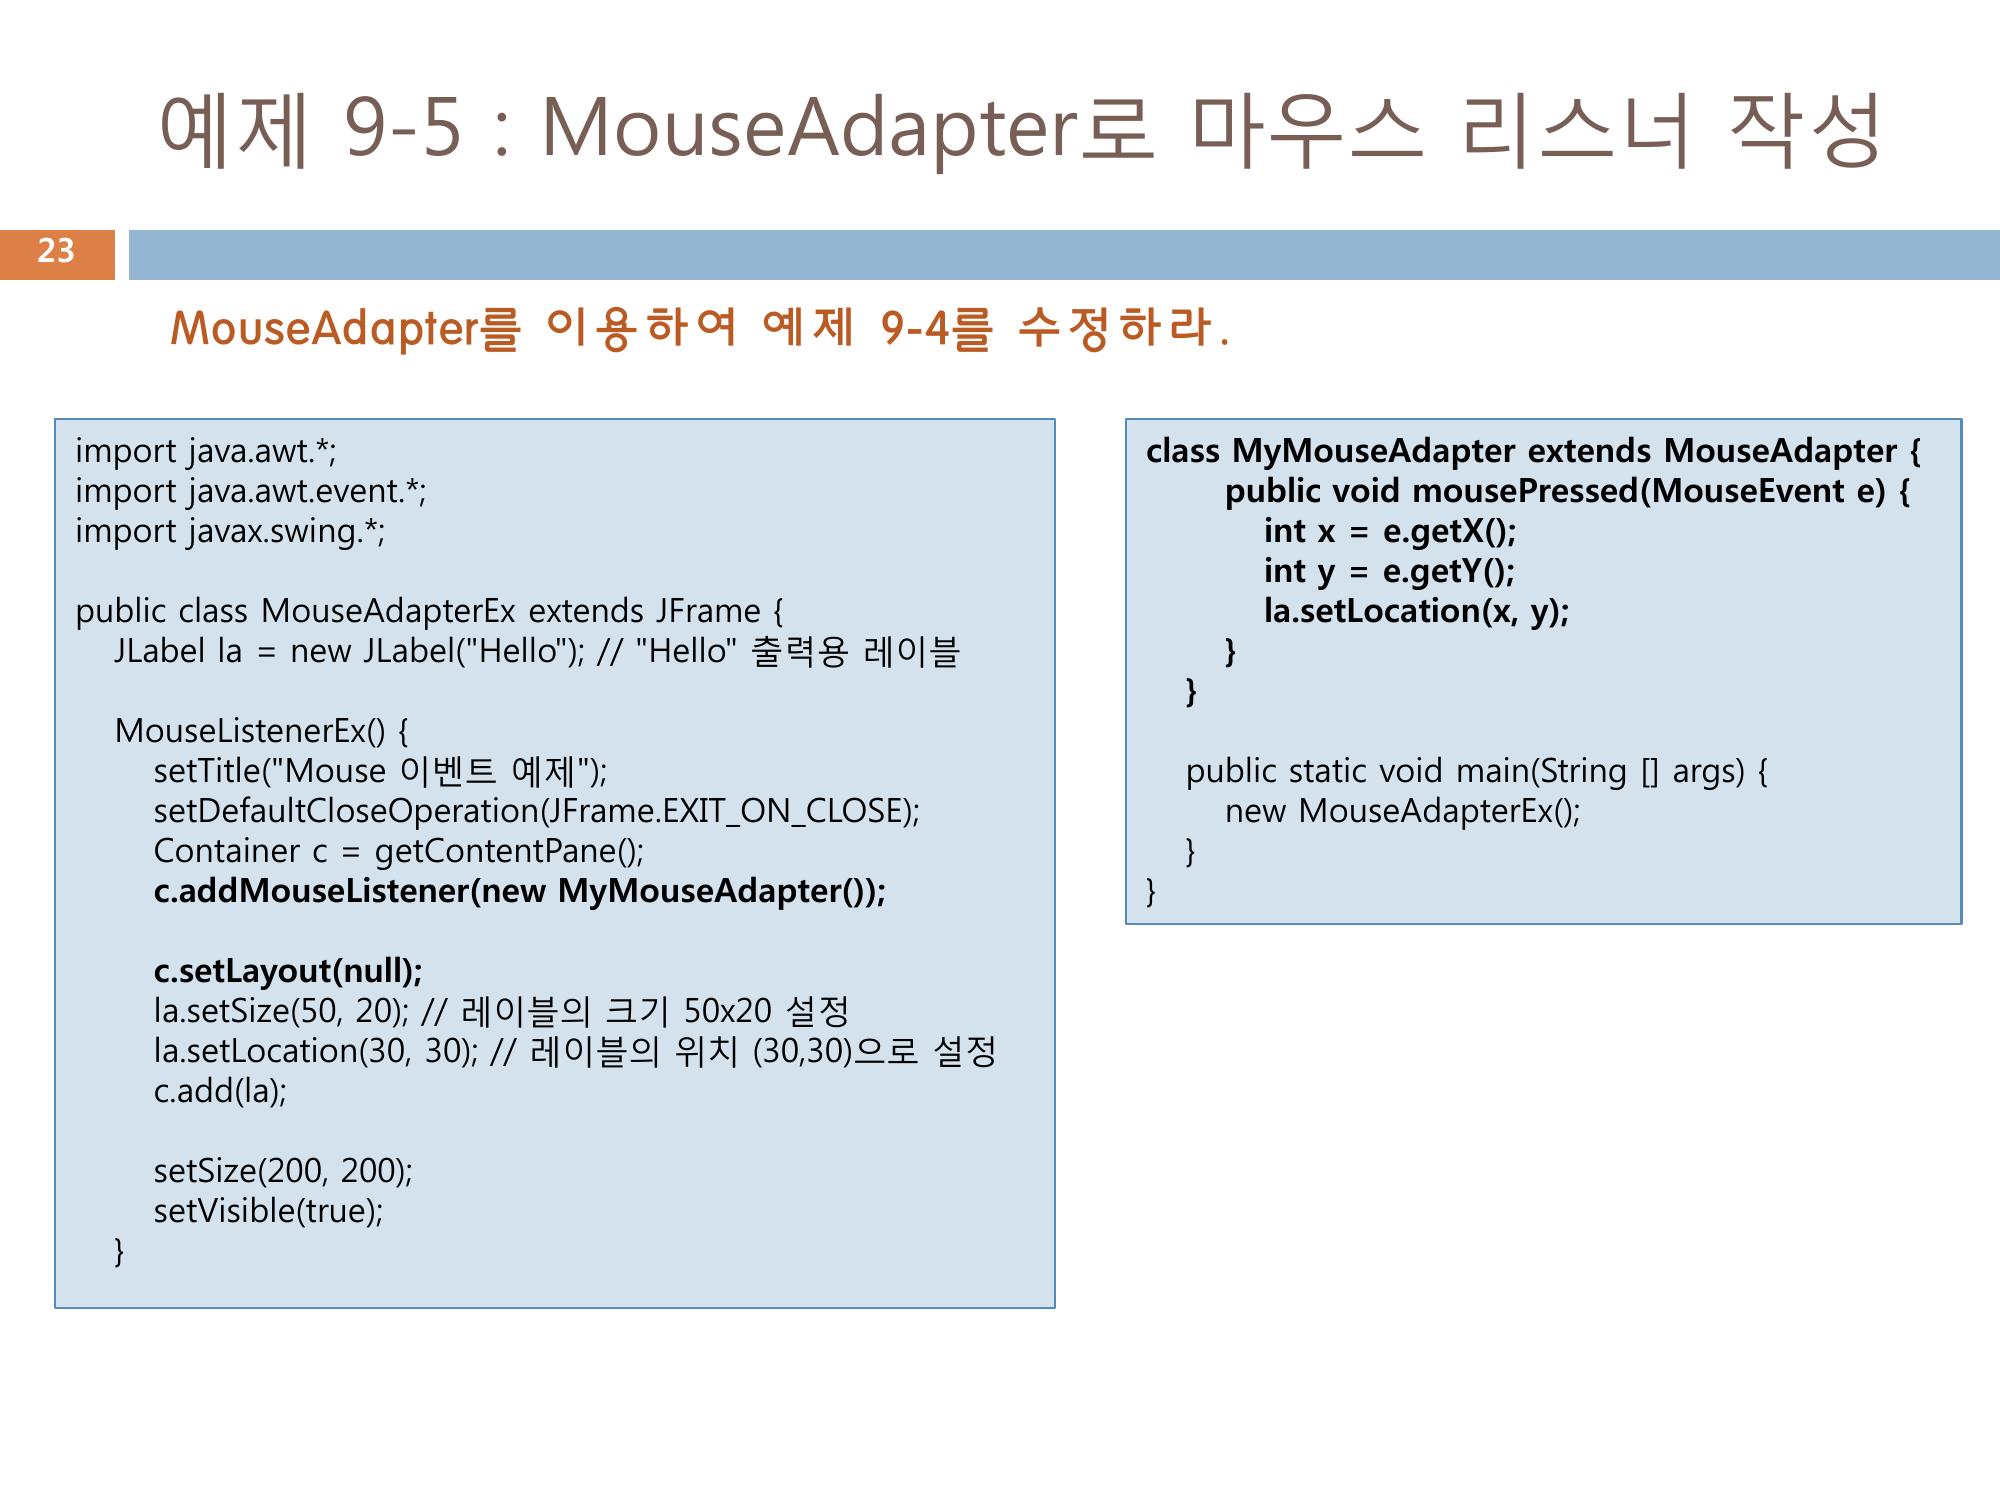 예제 9-5 : MouseAdapter로 마우스 리스너 작성
23
MouseAdapter를 이용하여 예제 9-4를 수정하라.
import java.awt.*;
import java.awt.event.*;
import javax.swing.*;
public class MouseAdapterEx extends JFrame {
JLabel la = new JLabel("Hello"); // "Hello" 출력용 레이블
MouseListenerEx() {
setTitle("Mouse 이벤트 예제");
setDefaultCloseOperation(JFrame.EXIT_ON_CLOSE);
Container c = getContentPane();
c.addMouseListener(new MyMouseAdapter());
c.setLayout(null);
la.setSize(50, 20); // 레이블의 크기 50x20 설정
la.setLocation(30, 30); // 레이블의 위치 (30,30)으로 설정
c.add(la);
setSize(200, 200);
setVisible(true);
}
class MyMouseAdapter extends MouseAdapter {
public void mousePressed(MouseEvent e) {
int x = e.getX();
int y = e.getY();
la.setLocation(x, y);
}
}
public static void main(String [] args) {
new MouseAdapterEx();
}
}